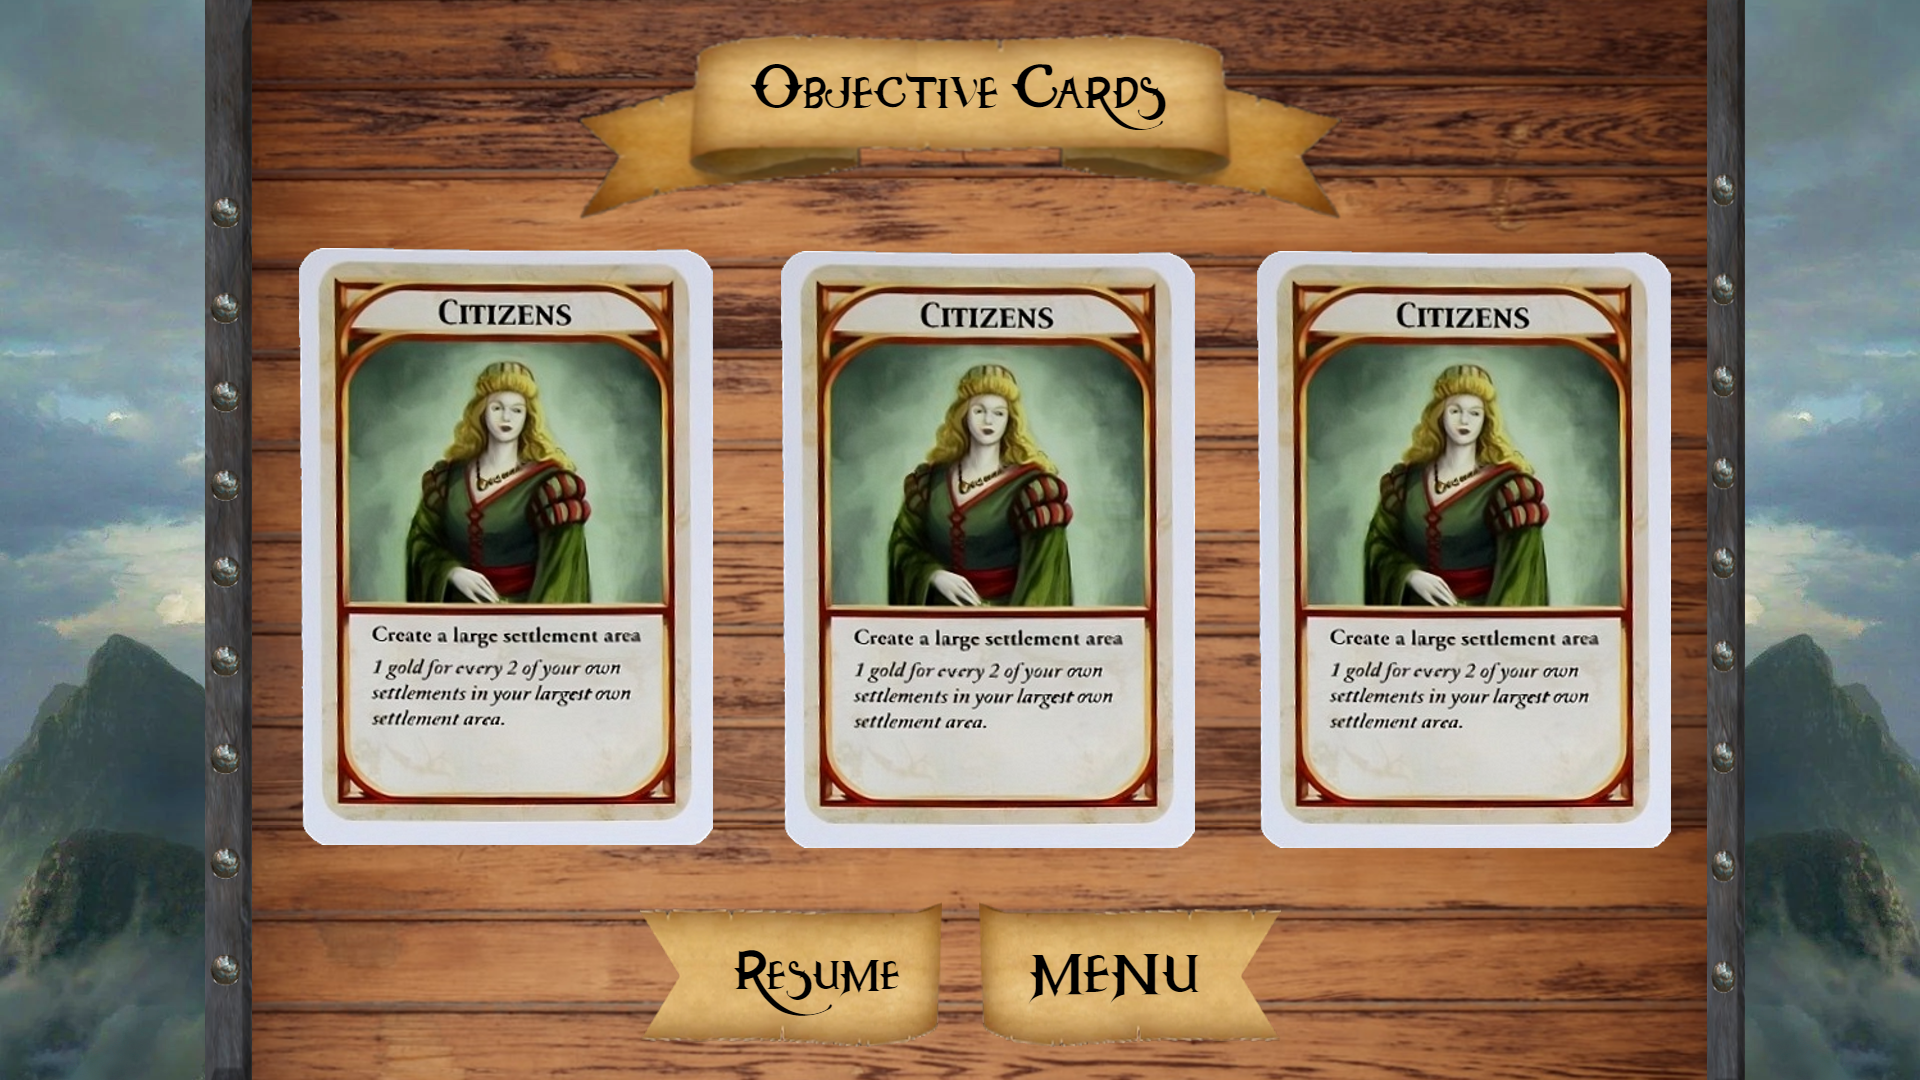 Objective Cards
Citizens
Create a large settlement area
1 gold for every 2 of your own
settlements in your largest own
settlement area.
Citizens
Create a large settlement area
1 gold for every 2 of your own
settlements in your largest own
settlement area.
Citizens
Create a large settlement area
1 gold for every 2 of your own
settlements in your largest own
settlement area.
Resume
MENU